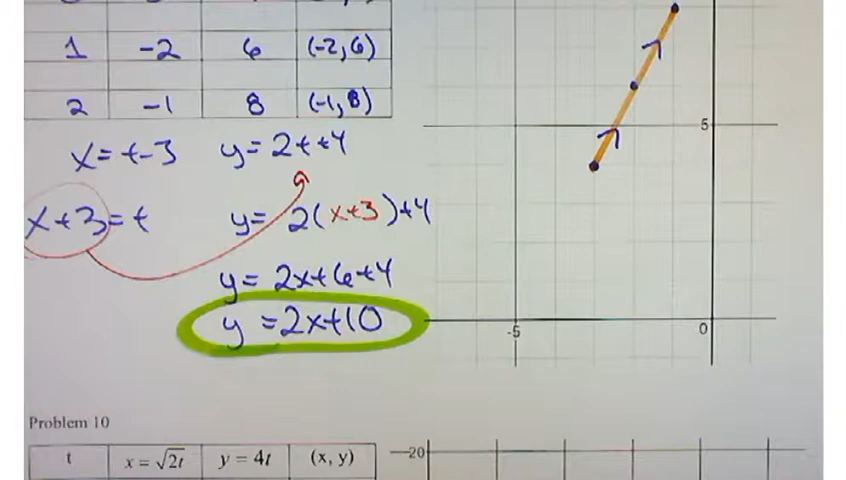 1 -2 6 (-2,6)
2 -1 8 (-1,8)
x=t-3 y=2t+4
x+3=t y=2(x+3)+4
y=2x+6+4
y=2x+10
5
-5 0
Problem 10
t x = √2t y = 4t (x, y)
-20